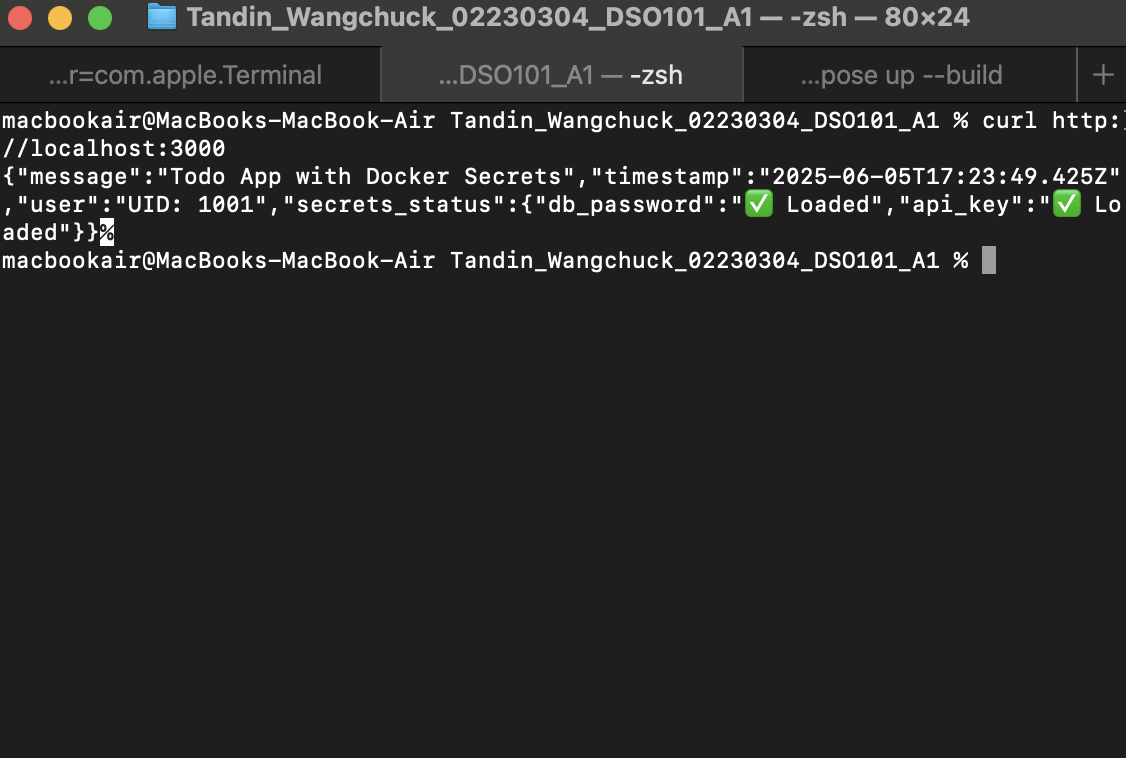 Tandin_Wangchuck_02230304_DSO101_A1 — -zsh — 80×24
...r=com.apple.Terminal
...DSO101_A1 — -zsh
...pose up --build
+
macbookair@MacBooks-MacBook-Air Tandin_Wangchuck_02230304_DSO101_A1 % curl http:
//localhost:3000
{"message":"Todo App with Docker Secrets","timestamp":"2025-06-05T17:23:49.425Z"
,"user":"UID: 1001","secrets_status":{"db_password":"✅ Loaded","api_key":"✅ Lo
aded"}}%
macbookair@MacBooks-MacBook-Air Tandin_Wangchuck_02230304_DSO101_A1 %